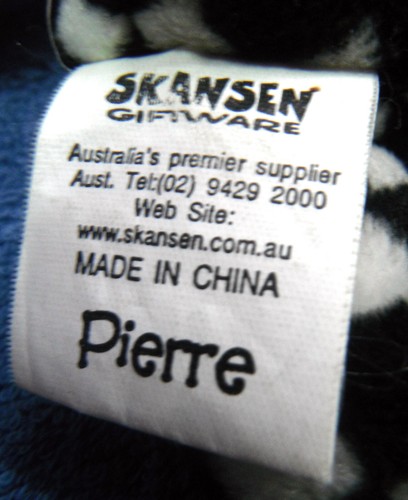 SKANSEN
GIFTWARE
Australia's premier supplier
Aust. Tel:(02) 9429 2000
Web Site:
www.skansen.com.au
MADE IN CHINA
Pierre